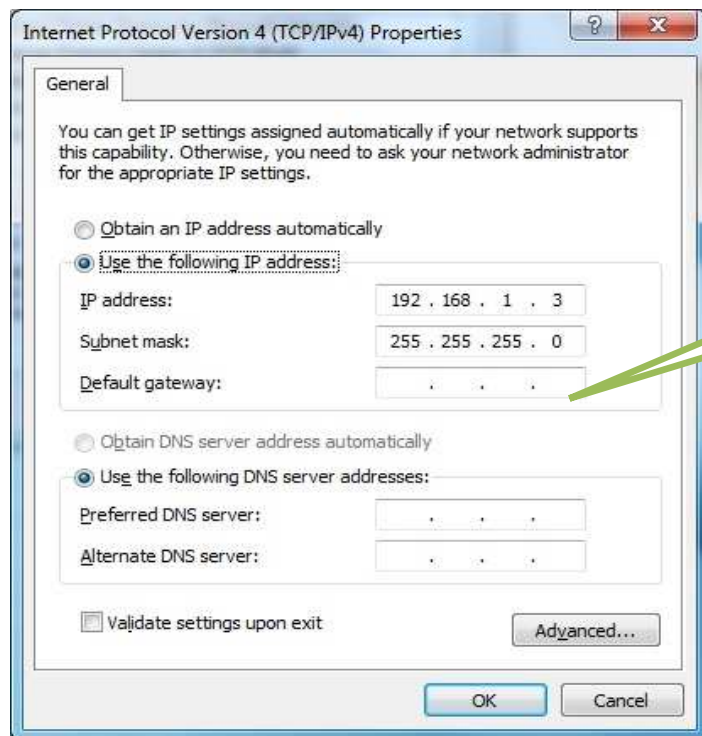 Internet Protocol Version 4 (TCP/IPv4) Properties
?
General
You can get IP settings assigned automatically if your network supports
this capability. Otherwise, you need to ask your network administrator
for the appropriate IP settings.
Obtain an IP address automatically
Use the following IP address:
IP address: 192 . 168 . 1 . 3
Subnet mask: 255 . 255 . 255 . 0
Default gateway: . . .
Obtain DNS server address automatically
Use the following DNS server addresses:
Preferred DNS server: . . .
Alternate DNS server: . . .
Validate settings upon exit
Advanced...
OK Cancel